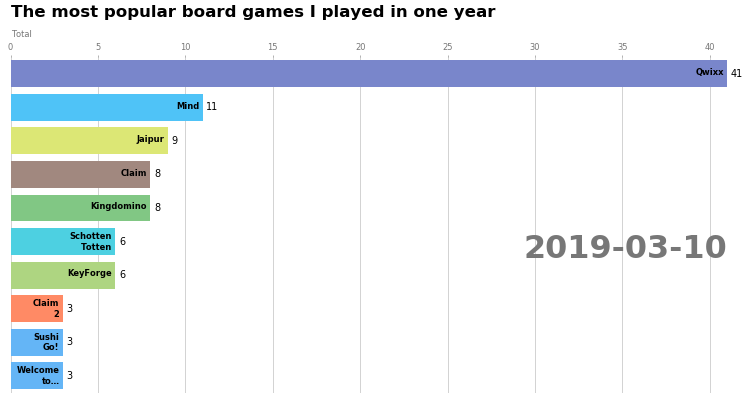 The most popular board games I played in one year
Total
0 5 10 15 20 25 30 35 40
Qwixx 41
Mind 11
Jaipur 9
Claim 8
Kingdomino 8
Schotten
Totten 6
2019-03-10
KeyForge 6
Claim
2 3
Sushi
Go! 3
Welcome
to... 3